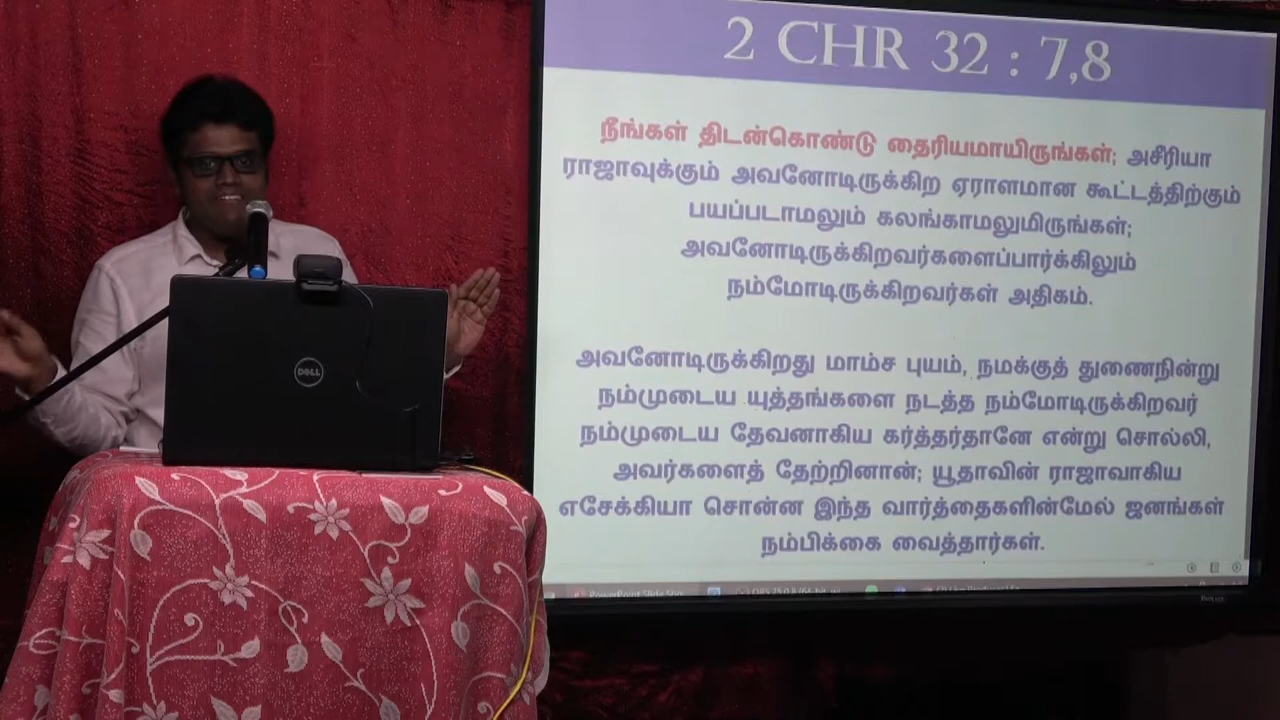 2 CHR 32 : 7,8
நீங்கள் திடன்கொண்டு தைரியமாயிருங்கள்; அசீரியா
ராஜாவுக்கும் அவனோடிருக்கிற ஏராளமான கூட்டத்திற்கும்
பயப்படாமலும் கலங்காமலுமிருங்கள்;
அவனோடிருக்கிறவர்களைப்பார்க்கிலும்
நம்மோடிருக்கிறவர்கள் அதிகம்.
அவனோடிருக்கிறது மாம்ச புயம், நமக்குத் துணைநின்று
நம்முடைய யுத்தங்களை நடத்த நம்மோடிருக்கிறவர்
நம்முடைய தேவனாகிய கர்த்தர்தானே என்று சொல்லி,
அவர்களைத் தேற்றினான்; யூதாவின் ராஜாவாகிய
எசேக்கியா சொன்ன இந்த வார்த்தைகளின்மேல் ஜனங்கள்
நம்பிக்கை வைத்தார்கள்.
DELL